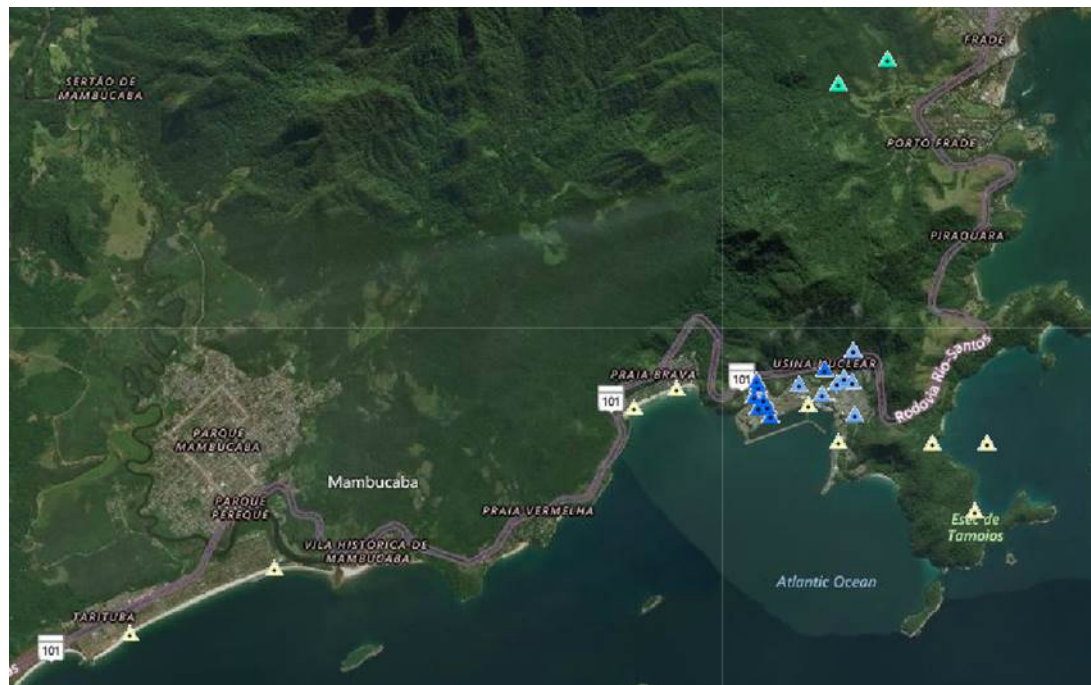 FRADE
SERTÃO DE
MAMBUCABA
PORTO FRADE
PIRAQUARA
USINA NUCLEAR
PRAIA BRAVA
101
101
Rodovia Rio-Santos
PARQUE
MAMBUCABA
Mambucaba
PARQUE
PEREQUE
PRAIA VERMELHA
VILA HISTÓRICA DE
MAMBUCABA
Esec de
Tamoios
Atlantic Ocean
TARITUBA
101